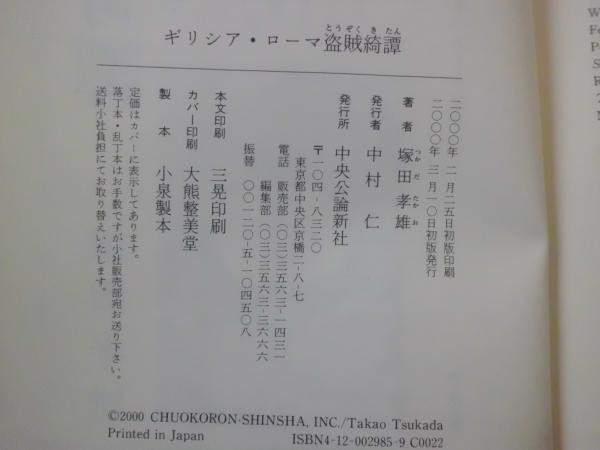 ギリシア・ローマ盗賊綺譚
とうぞくきたん
二〇〇〇年 二月二五日初版印刷
二〇〇〇年 三月一〇日初版発行
著者 塚田孝雄
つかだ たかお
発行者 中村 仁
発行所 中央公論新社
〒一〇四-八三二〇
東京都中央区京橋二-八-七
電話 販売部(〇三)三五六三-一四三一
編集部(〇三)三五六三-三六六六
振替 〇〇一二〇-五-一〇四五〇八
本文印刷 三晃印刷
カバー印刷 大熊整美堂
製本 小泉製本
定価はカバーに表示してあります。
落丁本・乱丁本はお手数ですが小社販売部宛お送り下さい。
送料小社負担にてお取り替えいたします。
©2000 CHUOKORON-SHINSHA, INC./Takao Tsukada
Printed in Japan ISBN4-12-002985-9 C0022